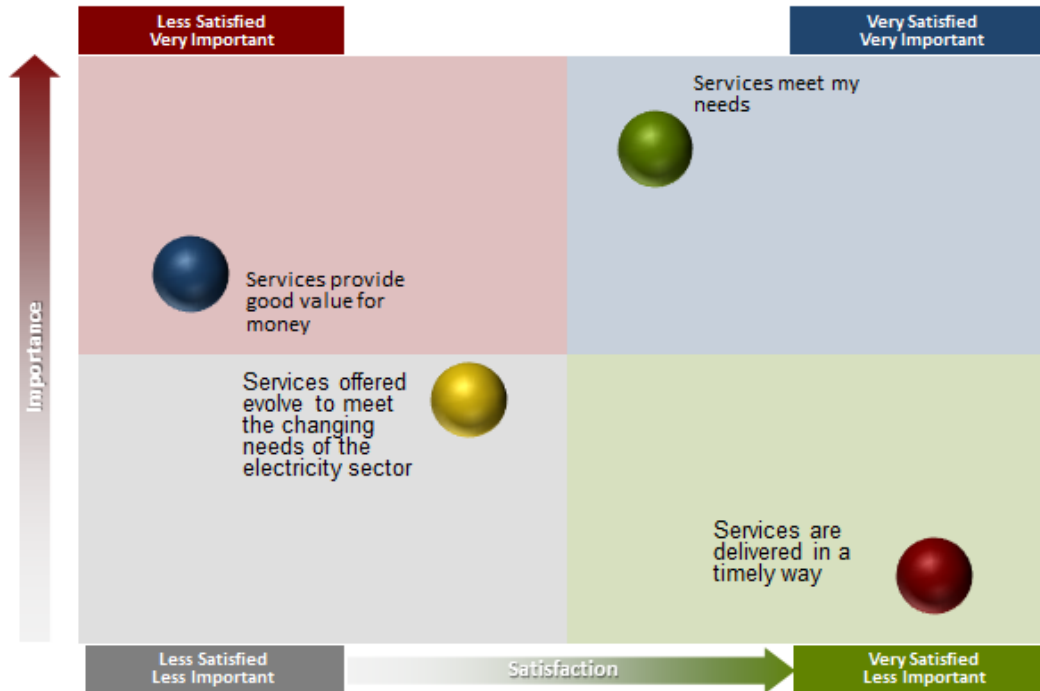 Less Satisfied
Very Important
Very Satisfied
Very Important
Services meet my
needs
Services provide
good value for
money
Importance
Services offered
evolve to meet
the changing
needs of the
electricity sector
Services are
delivered in a
timely way
Less Satisfied
Less Important
Satisfaction
Very Satisfied
Less Important